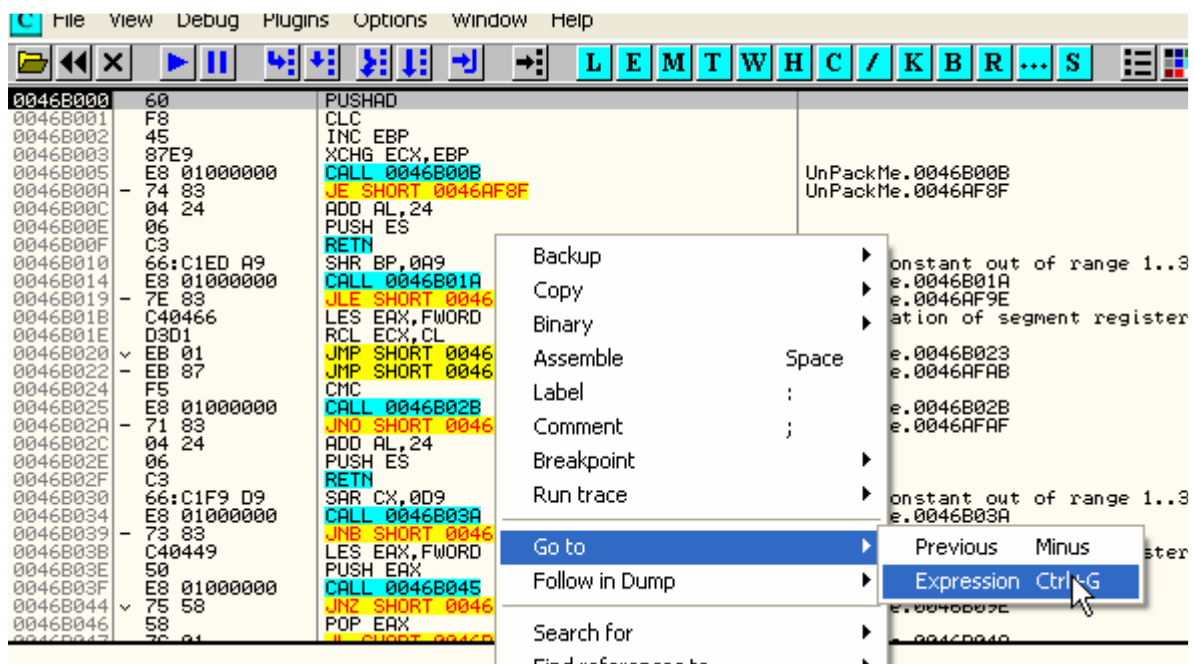 C File View Debug Plugins Options Window Help
L E M T W H C / K B R ... S
0046B000 60 PUSHAD
0046B001 F8 CLC
0046B002 45 INC EBP
0046B003 87E9 XCHG ECX,EBP
0046B005 E8 01000000 CALL 0046B00B UnPackMe.0046B00B
0046B00A - 74 83 JE SHORT 0046AF8F UnPackMe.0046AF8F
0046B00C 04 24 ADD AL,24
0046B00E 06 PUSH ES
0046B00F C3 RETN
0046B010 66:C1ED A9 SHR BP,0A9 onstant out of range 1..3
0046B014 E8 01000000 CALL 0046B01A e.0046B01A
0046B019 - 7E 83 JLE SHORT 0046 e.0046AF9E
0046B01B C40466 LES EAX,FWORD ation of segment register
0046B01E D3D1 RCL ECX,CL
0046B020 v EB 01 JMP SHORT 0046 e.0046B023
0046B022 - EB 87 JMP SHORT 0046 e.0046AFAB
0046B024 F5 CMC
0046B025 E8 01000000 CALL 0046B02B e.0046B02B
0046B02A - 71 83 JNO SHORT 0046 e.0046AFAF
0046B02C 04 24 ADD AL,24
0046B02E 06 PUSH ES
0046B02F C3 RETN
0046B030 66:C1F9 D9 SAR CX,0D9 onstant out of range 1..3
0046B034 E8 01000000 CALL 0046B03A e.0046B03A
0046B039 - 73 83 JNB SHORT 0046
0046B03B C40449 LES EAX,FWORD ster
0046B03E 50 PUSH EAX
0046B03F E8 01000000 CALL 0046B045
0046B044 v 75 58 JNZ SHORT 0046 e.0046B09E
0046B046 58 POP EAX
Backup
Copy
Binary
Assemble Space
Label :
Comment ;
Breakpoint
Run trace
Go to
Follow in Dump
Search for
Find references to
Previous Minus
Expression Ctrl+G